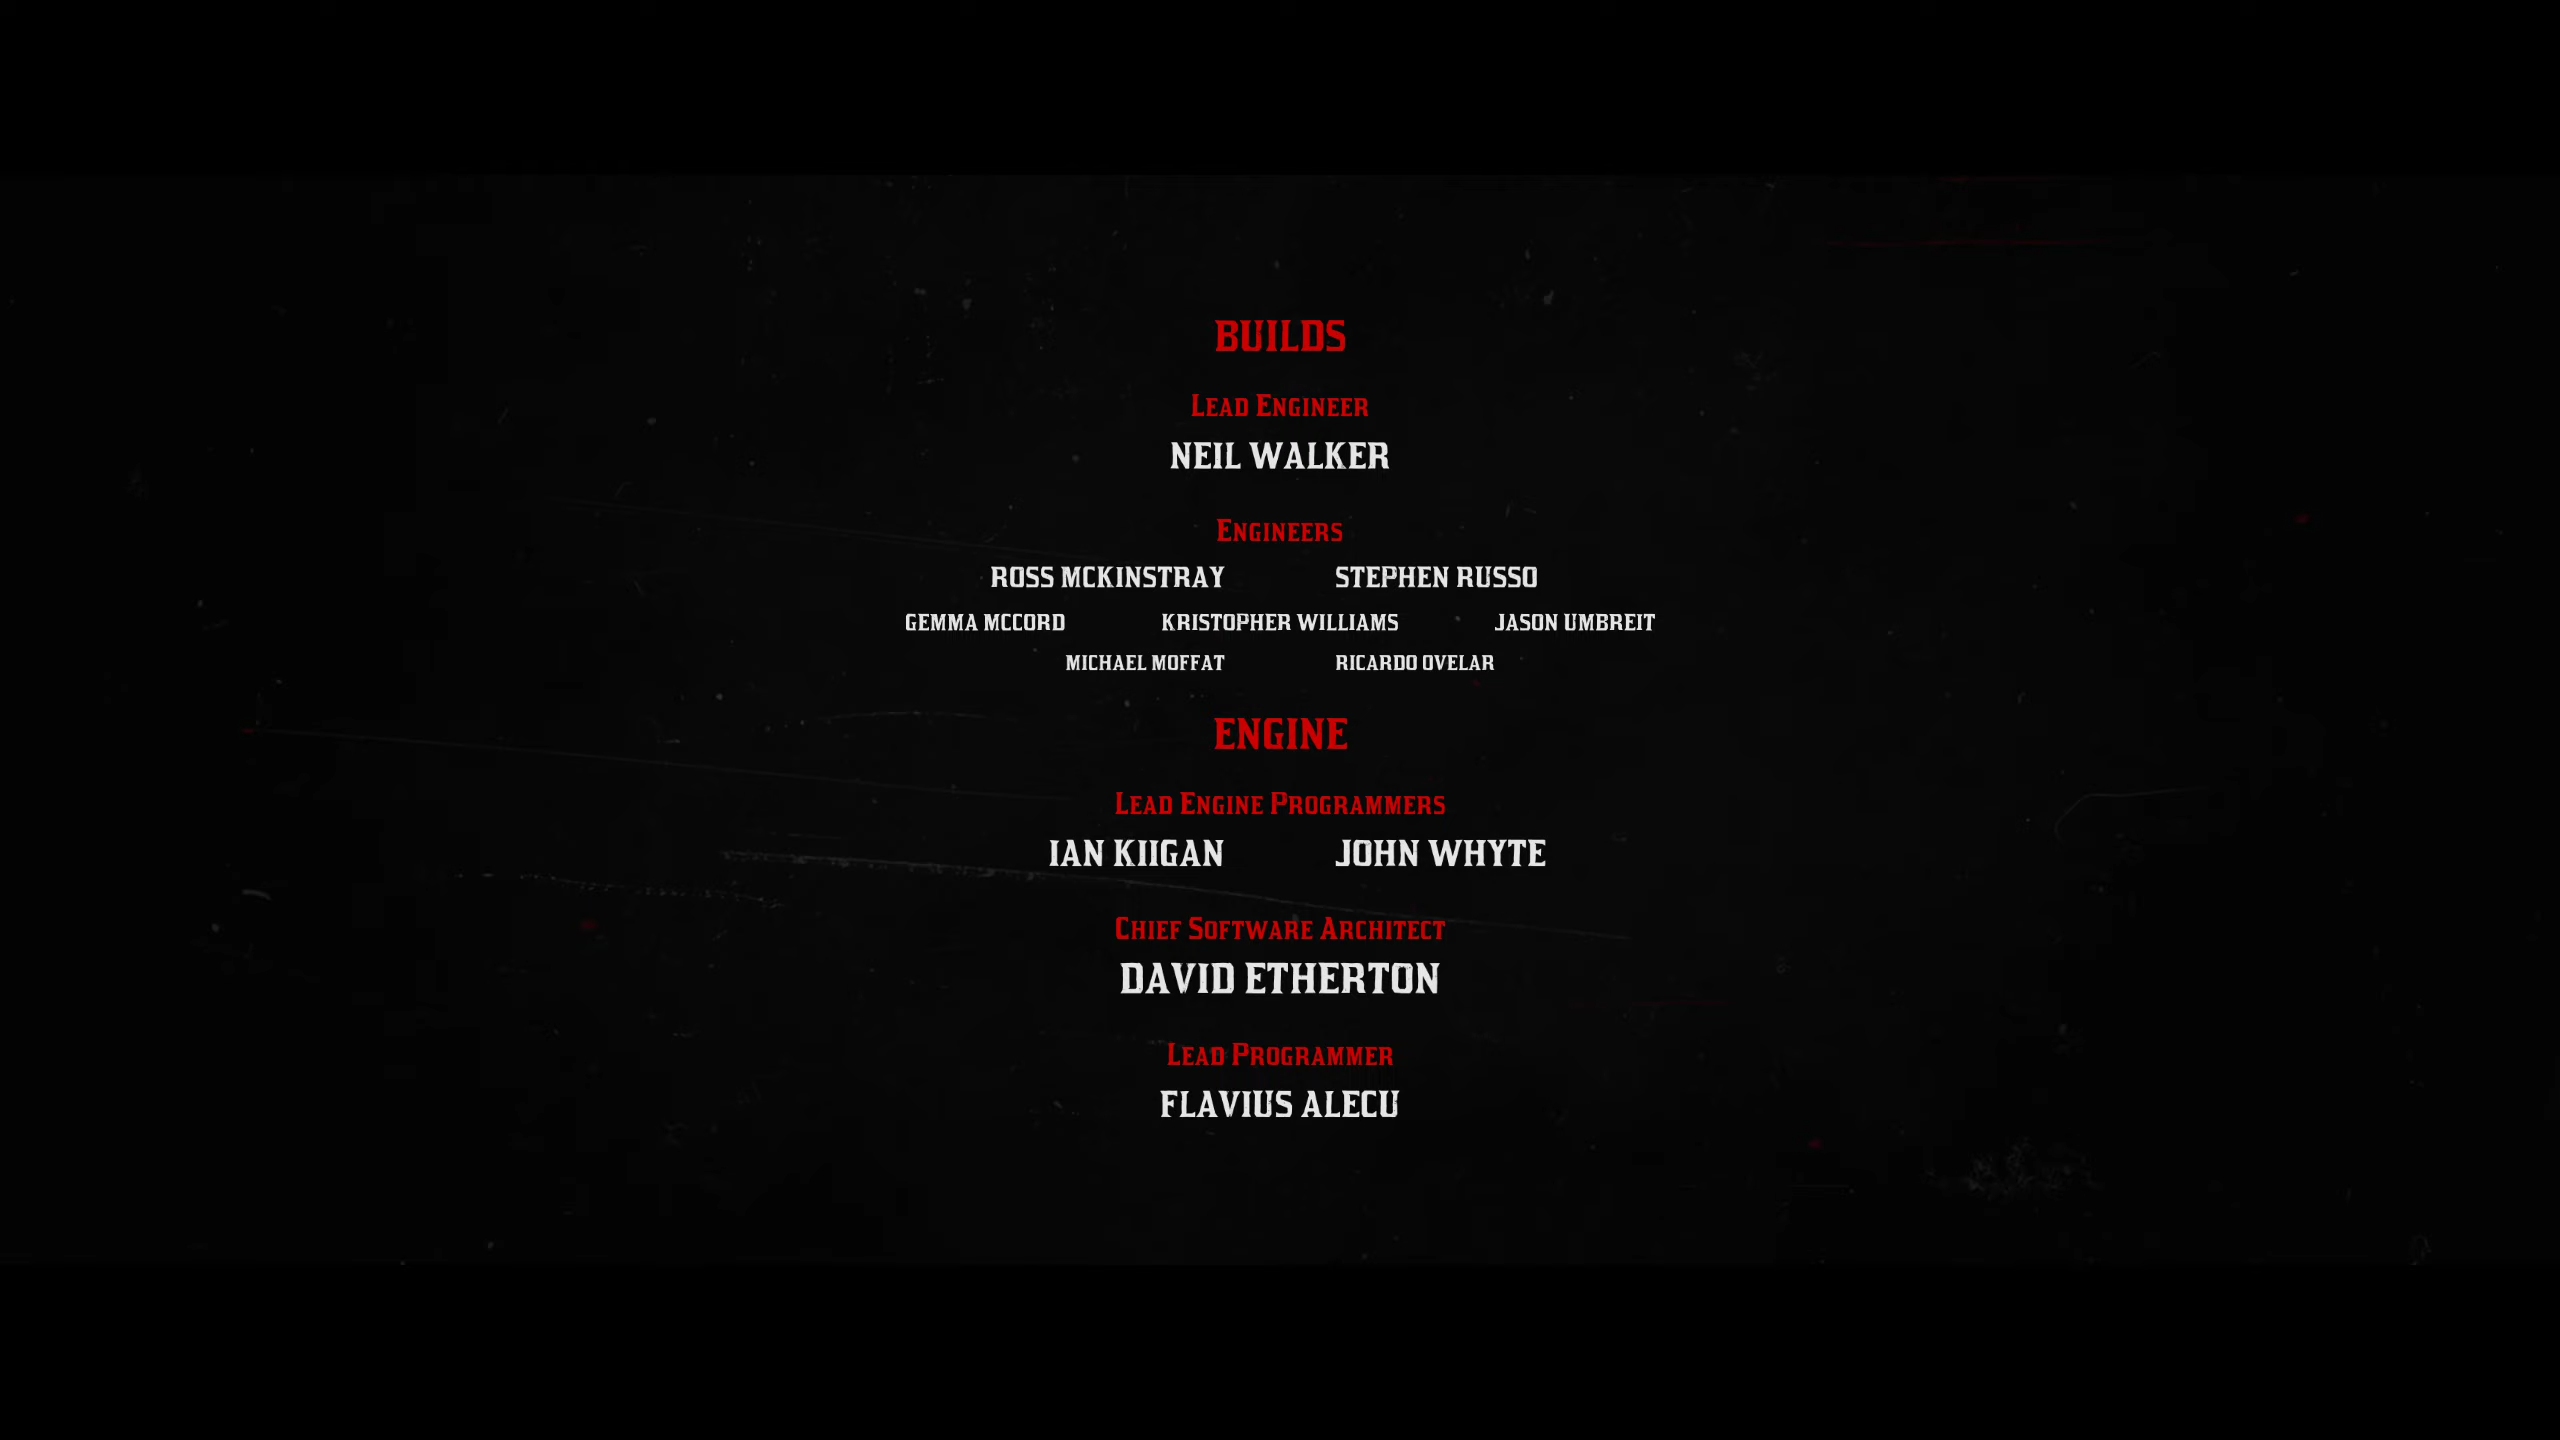 BUILDS
Lead Engineer
NEIL WALKER
Engineers
ROSS MCKINSTRAY STEPHEN RUSSO
GEMMA MCCORD KRISTOPHER WILLIAMS JASON UMBREIT
MICHAEL MOFFAT RICARDO OVELAR
ENGINE
Lead Engine Programmers
IAN KIIGAN JOHN WHYTE
Chief Software Architect
DAVID ETHERTON
Lead Programmer
FLAVIUS ALECU